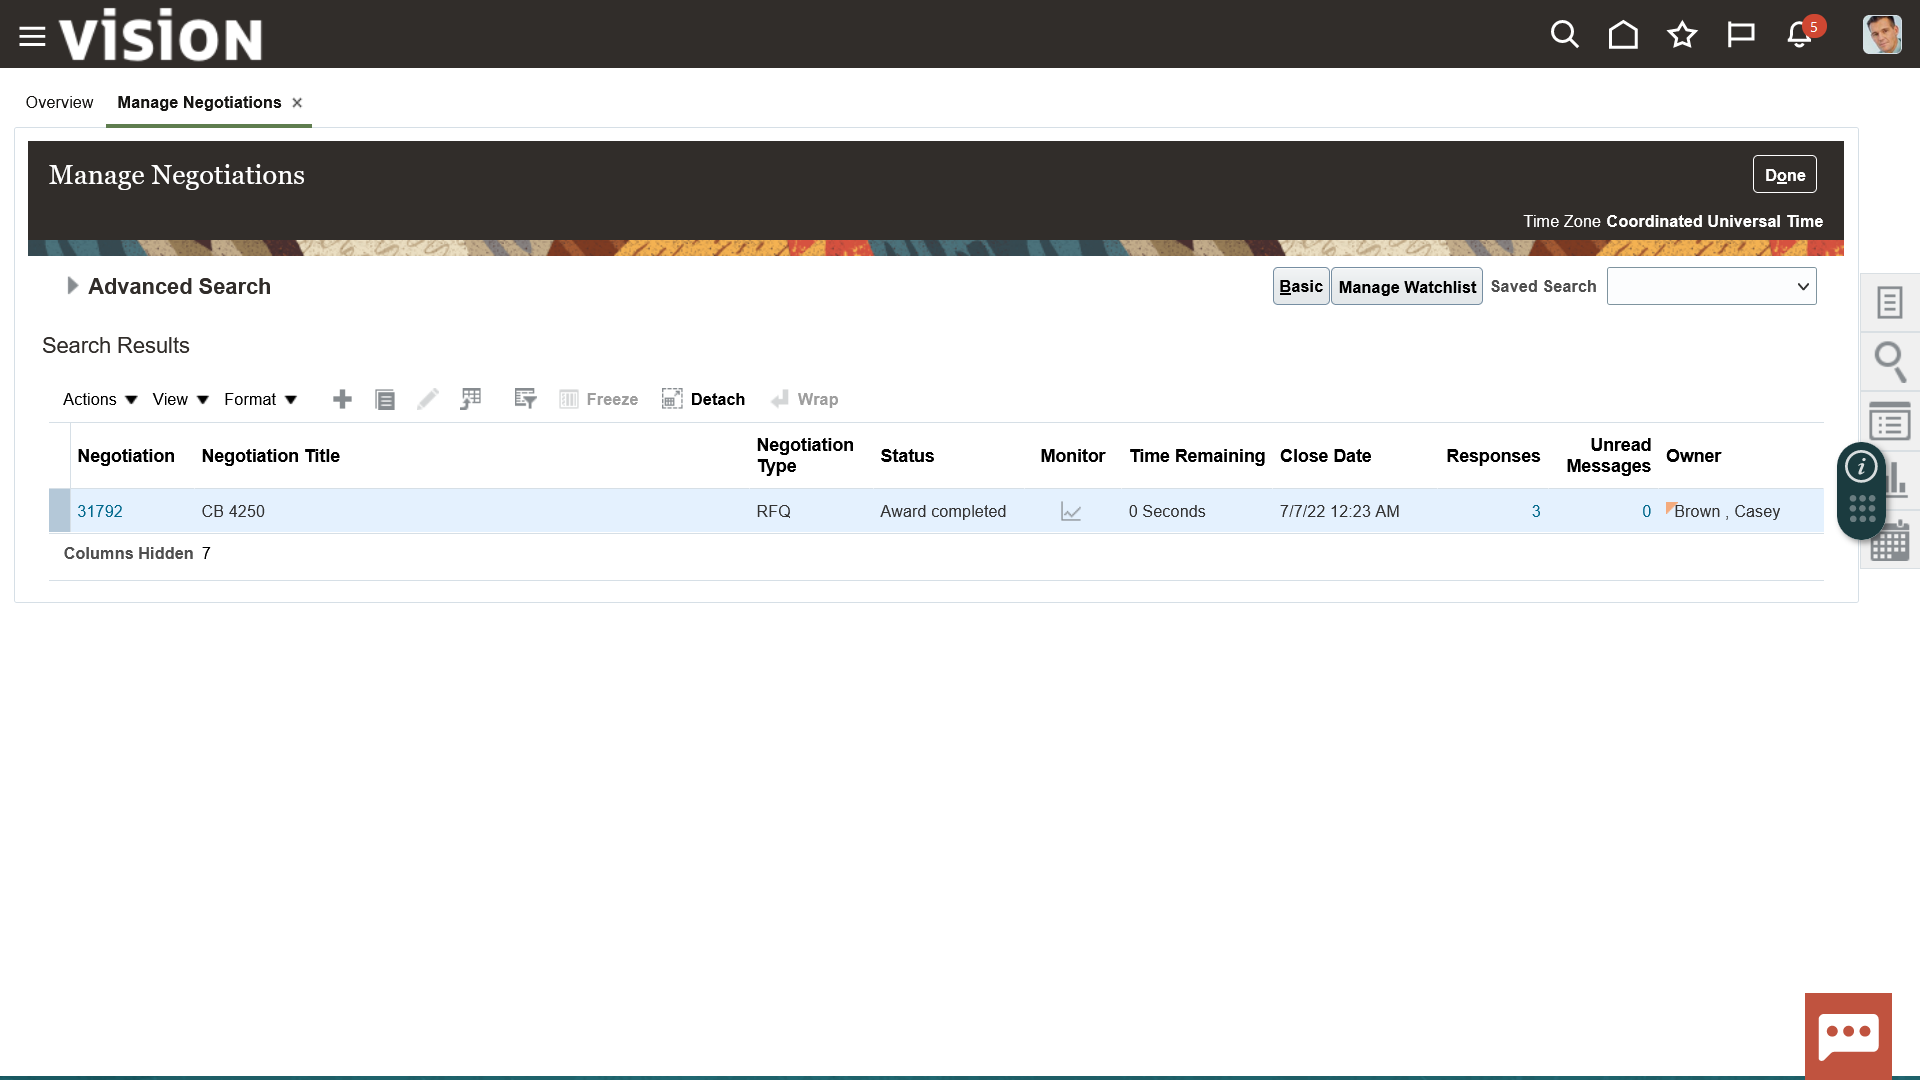 VISION
5
Overview Manage Negotiations ×
Manage Negotiations
Done
Time Zone Coordinated Universal Time
Advanced Search
Basic Manage Watchlist Saved Search
Search Results
Actions View Format Freeze Detach Wrap
Negotiation Negotiation Title Negotiation Type Status Monitor Time Remaining Close Date Responses Unread Messages Owner
31792 CB 4250 RFQ Award completed 0 Seconds 7/7/22 12:23 AM 3 0 Brown , Casey
Columns Hidden 7